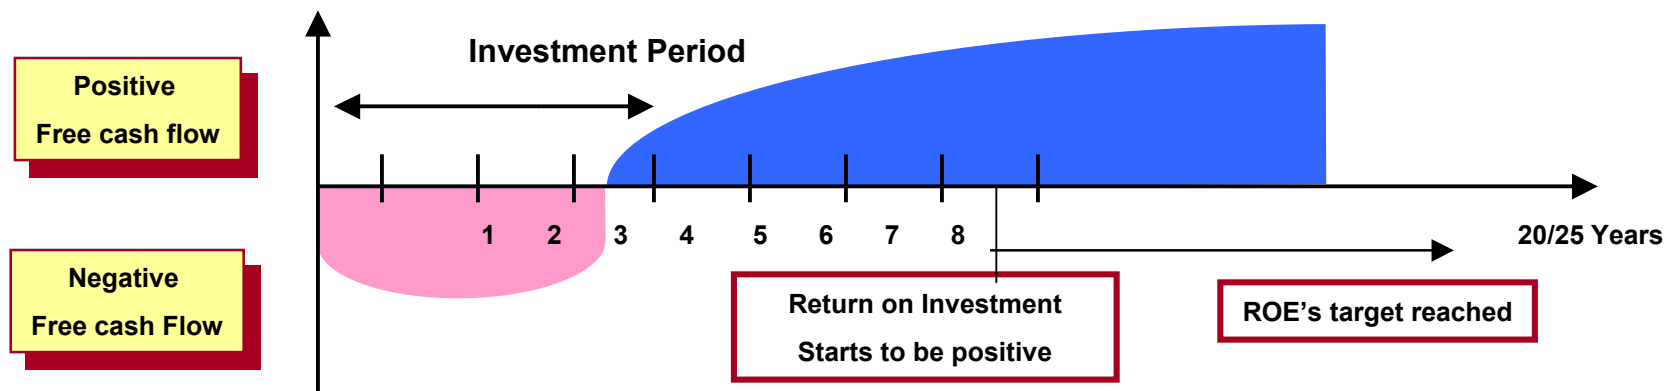 Investment Period
Positive
Free cash flow
1 2 3 4 5 6 7 8 20/25 Years
Negative
Free cash Flow
Return on Investment
Starts to be positive
ROE’s target reached